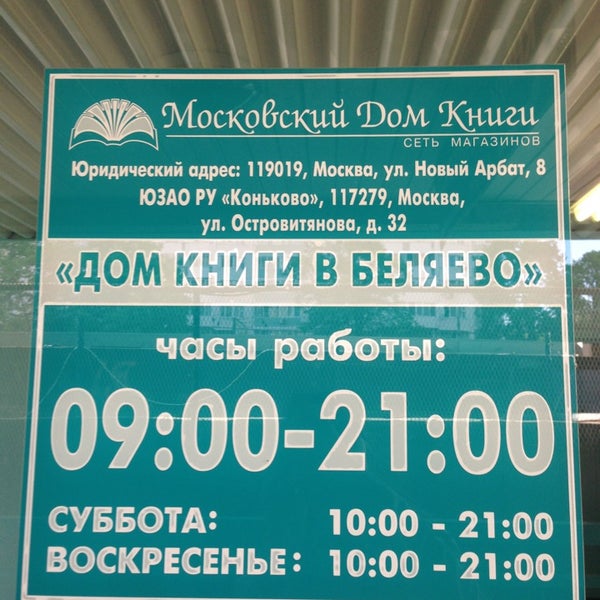 Московский Дом Книги
СЕТЬ МАГАЗИНОВ
Юридический адрес: 119019, Москва, ул. Новый Арбат, 8
ЮЗАО РУ «Коньково», 117279, Москва,
ул. Островитянова, д. 32
«ДОМ КНИГИ В БЕЛЯЕВО»
часы работы:
09:00-21:00
СУББОТА: 10:00 - 21:00
ВОСКРЕСЕНЬЕ: 10:00 - 21:00